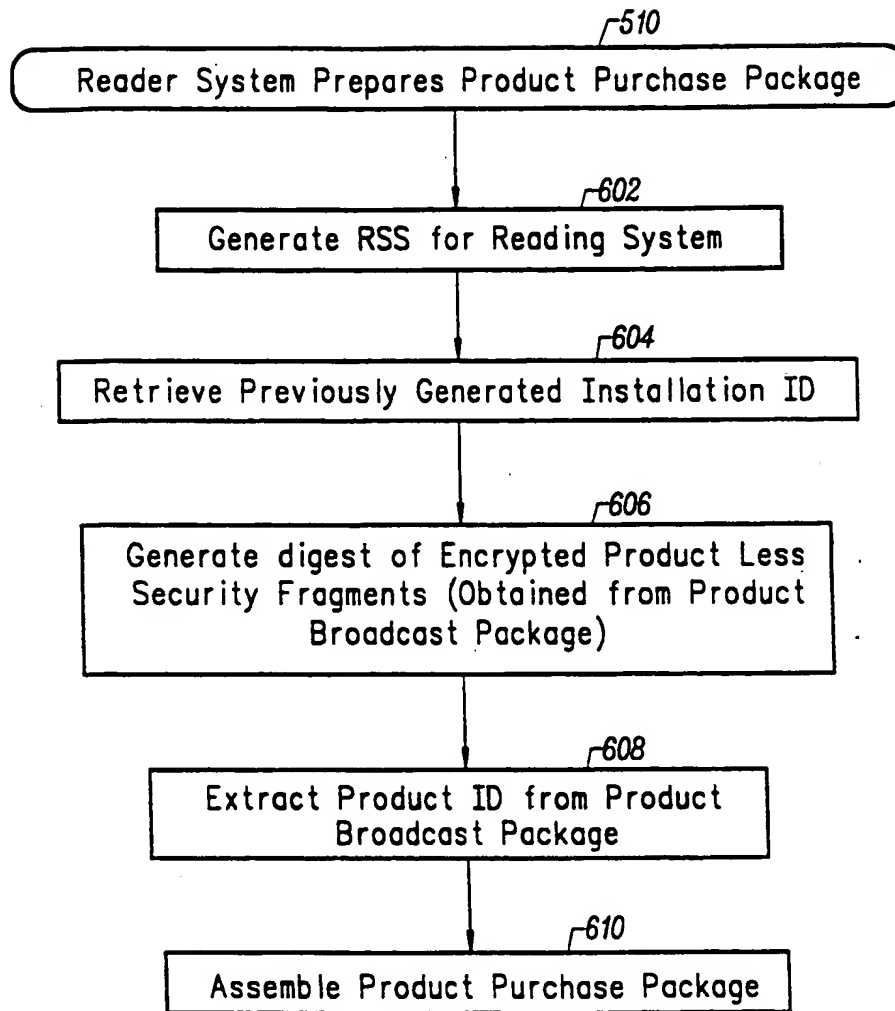 510
Reader System Prepares Product Purchase Package
602
Generate RSS for Reading System
604
Retrieve Previously Generated Installation ID
606
Generate digest of Encrypted Product Less
Security Fragments (Obtained from Product
Broadcast Package)
608
Extract Product ID from Product
Broadcast Package
610
Assemble Product Purchase Package